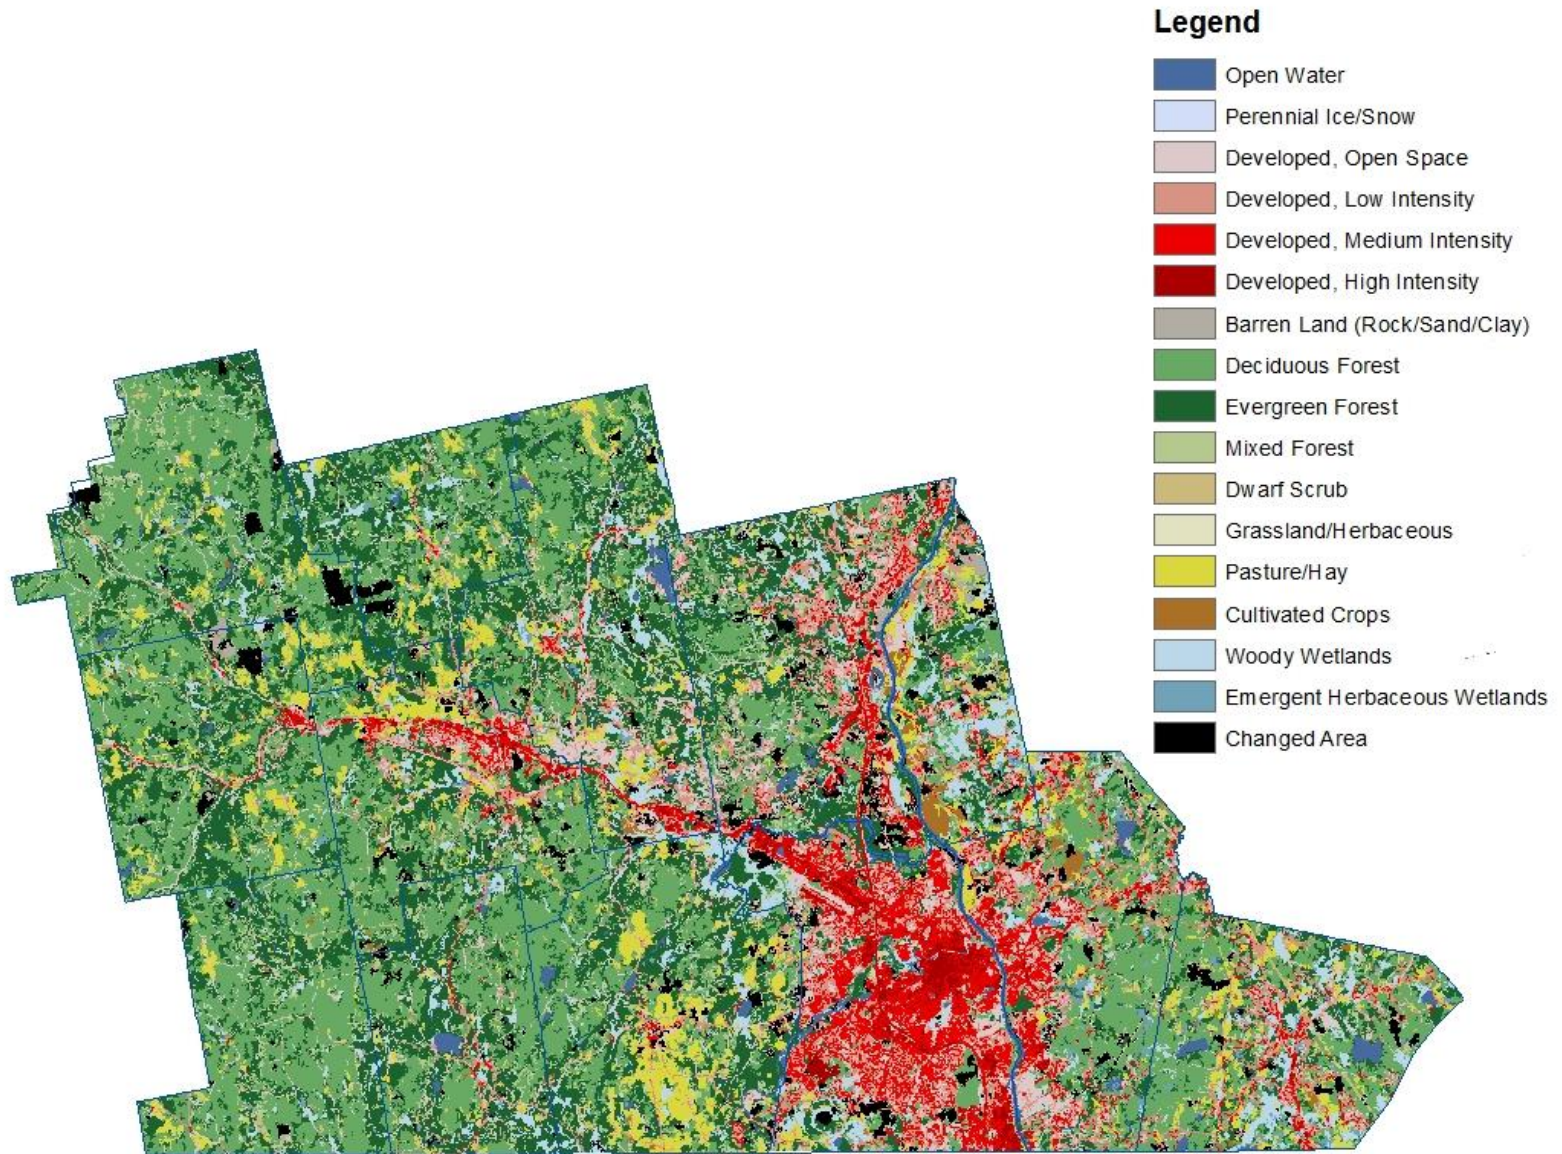 Legend
Open Water
Perennial Ice/Snow
Developed, Open Space
Developed, Low Intensity
Developed, Medium Intensity
Developed, High Intensity
Barren Land (Rock/Sand/Clay)
Deciduous Forest
Evergreen Forest
Mixed Forest
Dwarf Scrub
Grassland/Herbaceous
Pasture/Hay
Cultivated Crops
Woody Wetlands
Emergent Herbaceous Wetlands
Changed Area